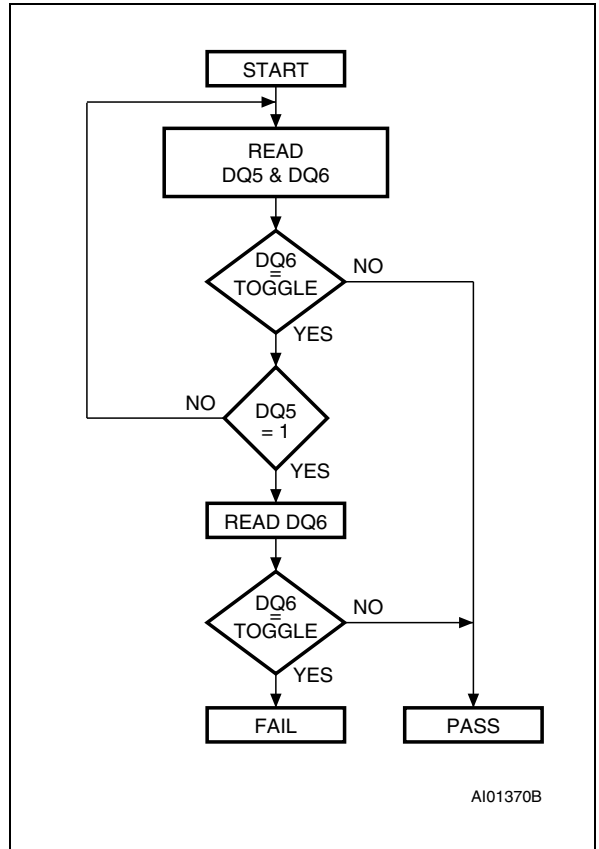 START
READ
DQ5 & DQ6
DQ6
=
TOGGLE
NO
YES
NO
DQ5
= 1
YES
READ DQ6
DQ6
=
TOGGLE
NO
YES
FAIL
PASS
AI01370B